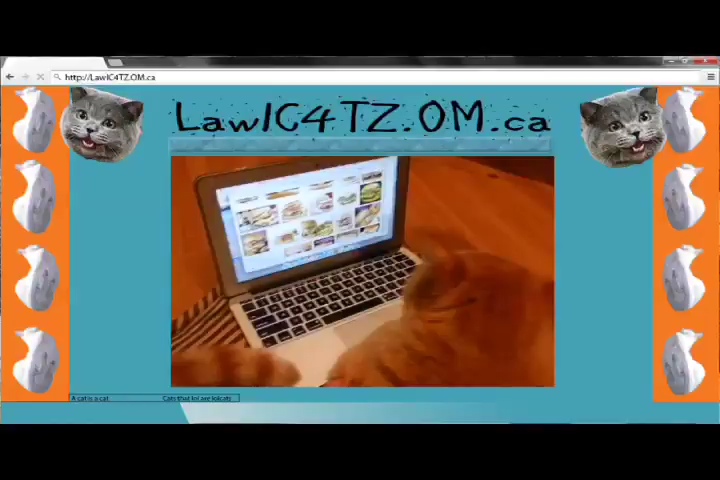 http://LawlC4TZ.OM.ca
LawlC4TZ.OM.ca
A cat is a cat
Cats that lol are lolcats